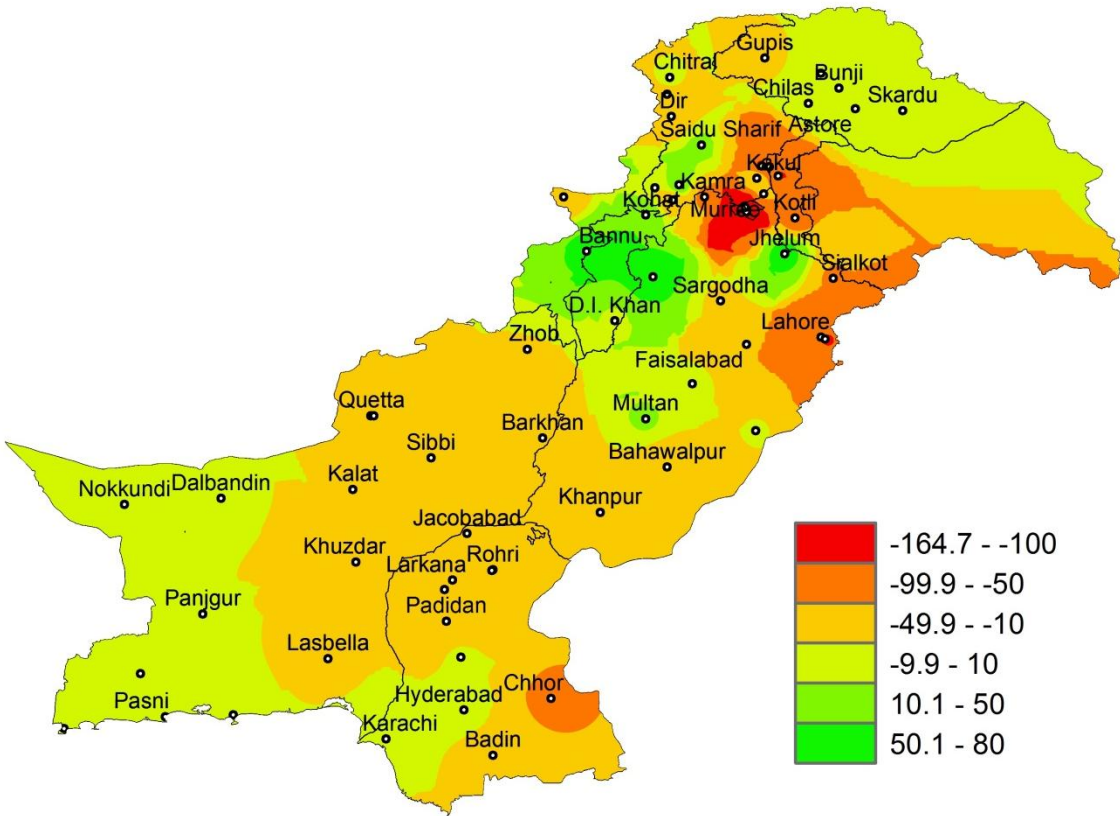 Gupis
Chitral
Bunji
Chilas
Skardu
Dir
Astore
Saidu Sharif
Kakul
Kamra
Kohat
Murree
Kotli
Bannu
Jhelum
Sialkot
Sargodha
D.I. Khan
Lahore
Zhob
Faisalabad
Quetta
Multan
Barkhan
Sibbi
Bahawalpur
Kalat
Nokkundi
Dalbandin
Khanpur
Jacobabad
Khuzdar
Rohri
Larkana
Panjgur
Padidan
Lasbella
Pasni
Hyderabad
Chhor
Karachi
Badin
-164.7 - -100
-99.9 - -50
-49.9 - -10
-9.9 - 10
10.1 - 50
50.1 - 80